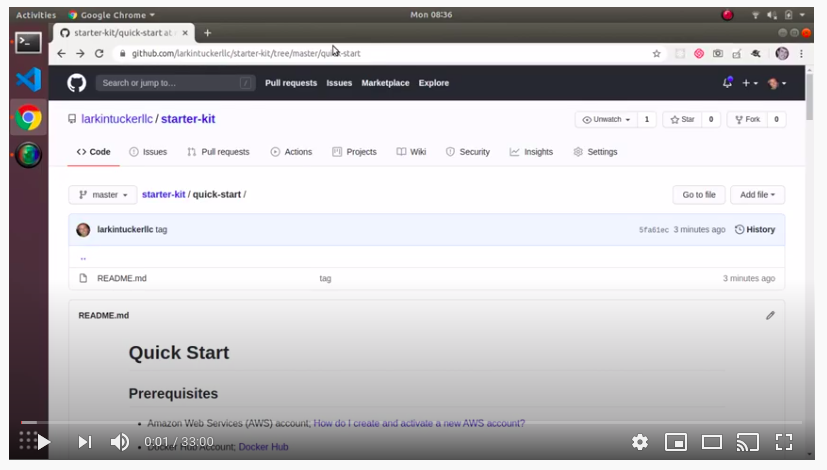 Activities Google Chrome Mon 08:36
starter-kit/quick-start at
github.com/larkintuckerllc/starter-kit/tree/master/quick-start
Search or jump to... / Pull requests Issues Marketplace Explore
larkintuckerllc / starter-kit Unwatch 1 Star 0 Fork 0
Code Issues Pull requests Actions Projects Wiki Security Insights Settings
master starter-kit / quick-start / Go to file Add file
larkintuckerllc tag 5fa61ec 3 minutes ago History
..
README.md tag 3 minutes ago
README.md
Quick Start
Prerequisites
Amazon Web Services (AWS) account; How do I create and activate a new AWS account?
Docker Hub Account; Docker Hub
0:01 / 33:00